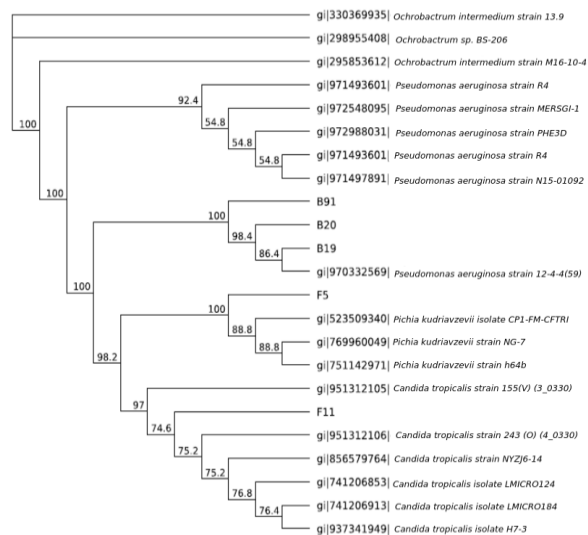 gi|330369935| Ochrobactrum intermedium strain 13.9
gi|298955408| Ochrobactrum sp. BS-206
gi|295853612| Ochrobactrum intermedium strain M16-10-4
gi|971493601| Pseudomonas aeruginosa strain R4
92.4
gi|972548095| Pseudomonas aeruginosa strain MERSGI-1
54.8
100
gi|972988031| Pseudomonas aeruginosa strain PHE3D
54.8
gi|971493601| Pseudomonas aeruginosa strain R4
54.8
gi|971497891| Pseudomonas aeruginosa strain N15-01092
100
B91
100
B20
98.4
B19
86.4
gi|970332569| Pseudomonas aeruginosa strain 12-4-4(59)
100
F5
100
gi|523509340| Pichia kudriavzevii isolate CP1-FM-CFTRI
88.8
gi|769960049| Pichia kudriavzevii strain NG-7
88.8
98.2
gi|751142971| Pichia kudriavzevii strain h64b
gi|951312105| Candida tropicalis strain 155(V) (3_0330)
97
F11
74.6
gi|951312106| Candida tropicalis strain 243 (O) (4_0330)
75.2
gi|856579764| Candida tropicalis strain NYZJ6-14
75.2
gi|741206853| Candida tropicalis isolate LMICRO124
76.8
gi|741206913| Candida tropicalis isolate LMICRO184
76.4
gi|937341949| Candida tropicalis isolate H7-3